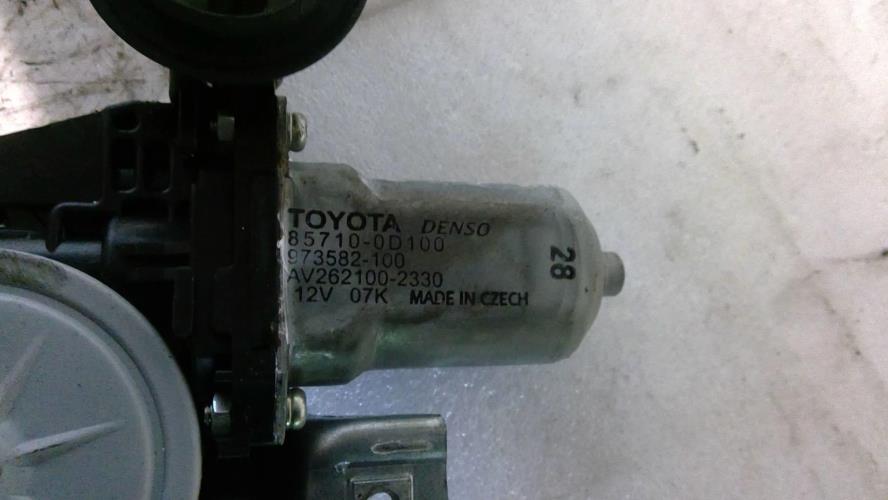 TOYOTA DENSO
85710-0D100
973582-100
AV262100-2330
12V 07K MADE IN CZECH
28